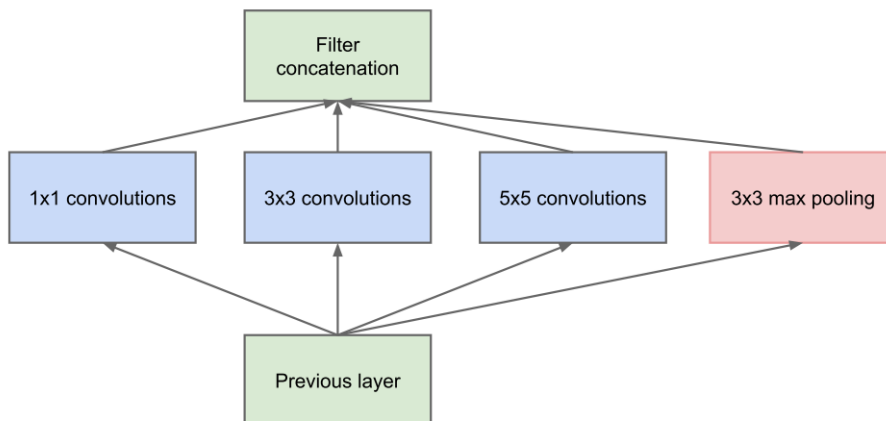 Filter
concatenation
1x1 convolutions
3x3 convolutions
5x5 convolutions
3x3 max pooling
Previous layer